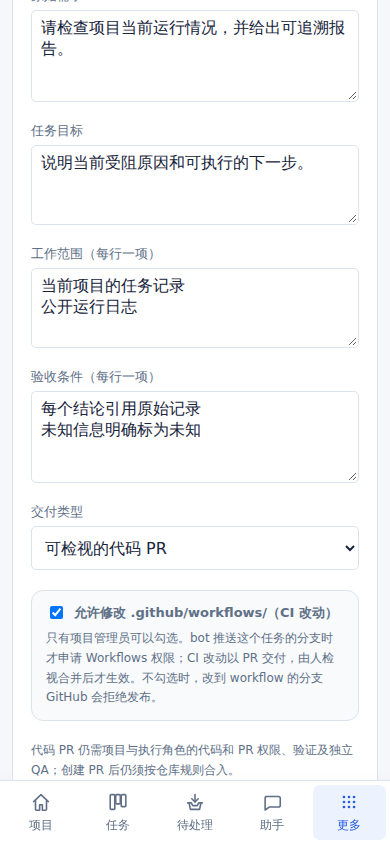 请检查项目当前运行情况，并给出可追溯报
告。
任务目标
说明当前受阻原因和可执行的下一步。
工作范围（每行一项）
当前项目的任务记录
公开运行日志
验收条件（每行一项）
每个结论引用原始记录
未知信息明确标为未知
交付类型
可检视的代码 PR
允许修改 .github/workflows/（CI 改动）
只有项目管理员可以勾选。bot 推送这个任务的分支时
才申请 Workflows 权限；CI 改动以 PR 交付，由人检
视合并后才生效。不勾选时，改到 workflow 的分支
GitHub 会拒绝发布。
代码 PR 仍需项目与执行角色的代码和 PR 权限、验证及独立
QA；创建 PR 后仍须按仓库规则合入。
项目
任务
待处理
助手
更多